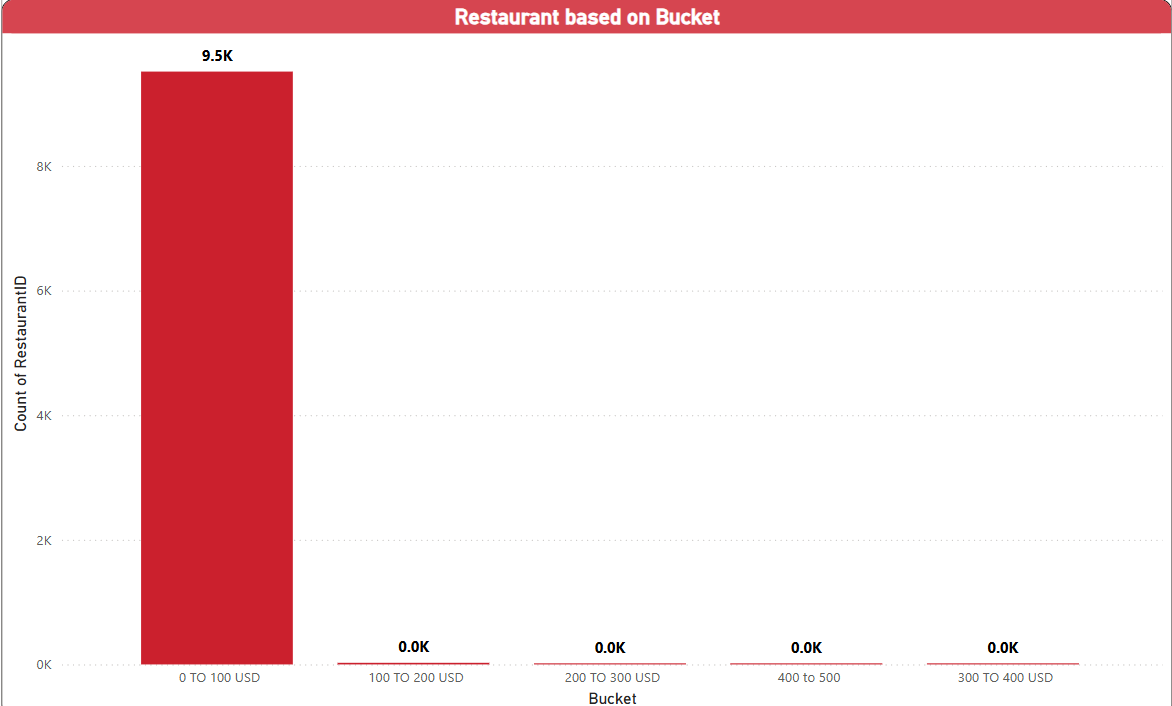 Restaurant based on Bucket
9.5K
8K
6K
4K
2K
0K
Count of RestaurantID
0.0K
0.0K
0.0K
0.0K
0 TO 100 USD
100 TO 200 USD
200 TO 300 USD
400 to 500
300 TO 400 USD
Bucket